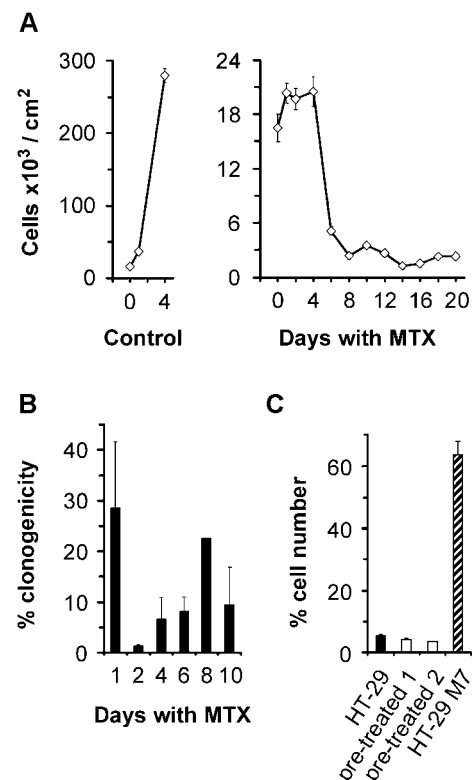 A
Cells x10³ / cm²
300
200
100
0
0 4
Control
24
18
12
6
0
0 4 8 12 16 20
Days with MTX
B
% clonogenicity
40
30
20
10
0
1 2 4 6 8 10
Days with MTX
C
% cell number
60
40
20
0
HT-29
pre-treated 1
pre-treated 2
HT-29 M7